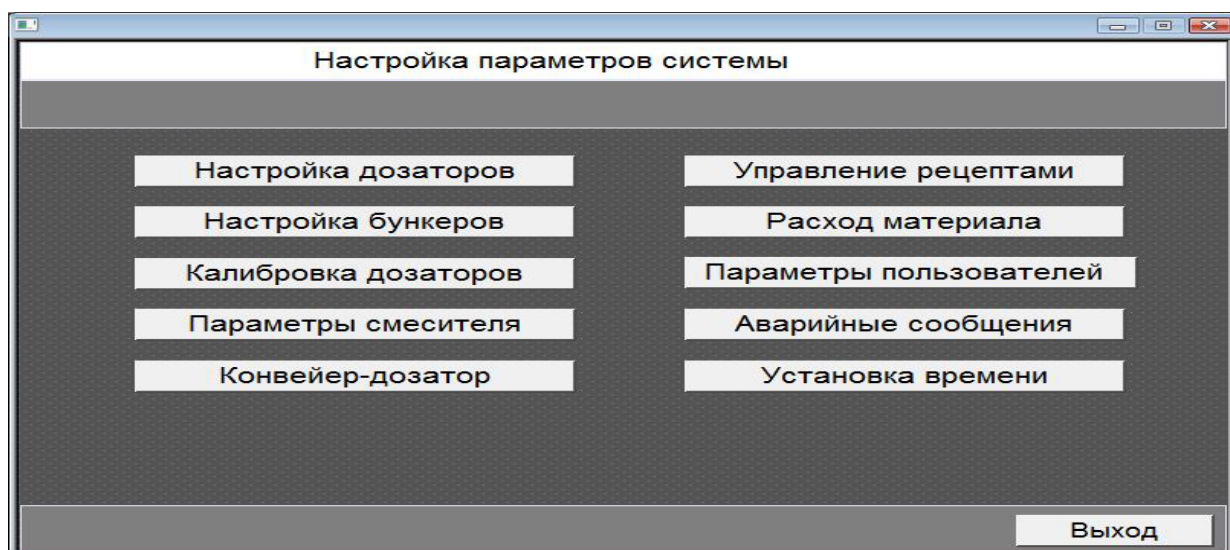 Настройка параметров системы
Настройка дозаторов
Управление рецептами
Настройка бункеров
Расход материала
Калибровка дозаторов
Параметры пользователей
Параметры смесителя
Аварийные сообщения
Конвейер-дозатор
Установка времени
Выход